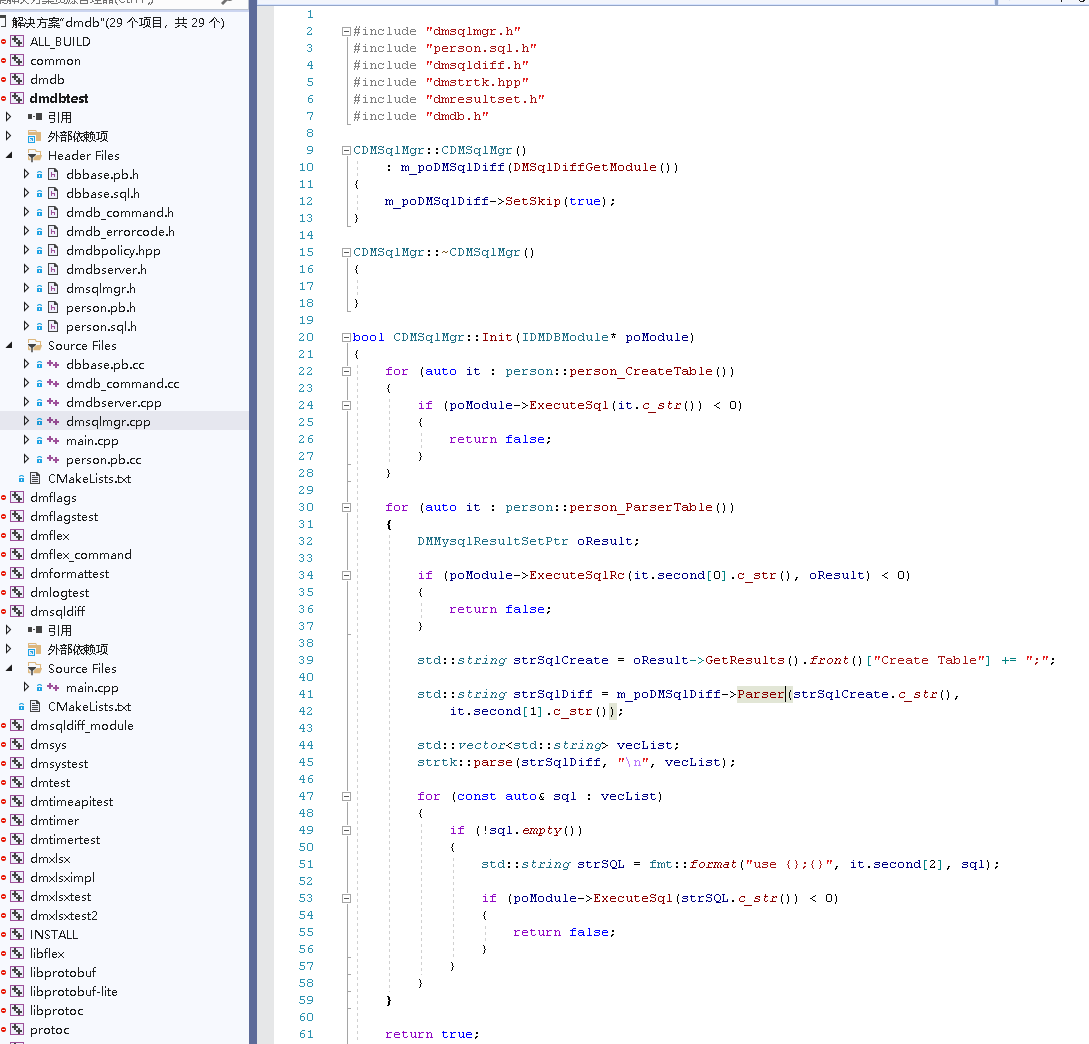 解决方案"dmdb"(29 个项目，共 29 个)
ALL_BUILD
common
dmdb
dmdbtest
引用
外部依赖项
Header Files
dbbase.pb.h
dbbase.sql.h
dmdb_command.h
dmdb_errorcode.h
dmdbpolicy.hpp
dmdbserver.h
dmsqlmgr.h
person.pb.h
person.sql.h
Source Files
dbbase.pb.cc
dmdb_command.cc
dmdbserver.cpp
dmsqlmgr.cpp
main.cpp
person.pb.cc
CMakeLists.txt
dmflags
dmflagstest
dmflex
dmflex_command
dmformattest
dmlogtest
dmsqldiff
引用
外部依赖项
Source Files
main.cpp
CMakeLists.txt
dmsqldiff_module
dmsys
dmsystest
dmtest
dmtimeapitest
dmtimer
dmtimertest
dmxlsx
dmxlsximpl
dmxlsxtest
dmxlsxtest2
INSTALL
libflex
libprotobuf
libprotobuf-lite
libprotoc
protoc
1
2 #include "dmsqlmgr.h"
3 #include "person.sql.h"
4 #include "dmsqldiff.h"
5 #include "dmstrtk.hpp"
6 #include "dmresultset.h"
7 #include "dmdb.h"
8
9 CDMSqlMgr::CDMSqlMgr()
10 : m_poDMSqlDiff(DMSqlDiffGetModule())
11 {
12 m_poDMSqlDiff->SetSkip(true);
13 }
14
15 CDMSqlMgr::~CDMSqlMgr()
16 {
17
18 }
19
20 bool CDMSqlMgr::Init(IDMDBModule* poModule)
21 {
22 for (auto it : person::person_CreateTable())
23 {
24 if (poModule->ExecuteSql(it.c_str()) < 0)
25 {
26 return false;
27 }
28 }
29
30 for (auto it : person::person_ParserTable())
31 {
32 DMMysqlResultSetPtr oResult;
33
34 if (poModule->ExecuteSqlRc(it.second[0].c_str(), oResult) < 0)
35 {
36 return false;
37 }
38
39 std::string strSqlCreate = oResult->GetResults().front()["Create Table"] += ";";
40
41 std::string strSqlDiff = m_poDMSqlDiff->Parser(strSqlCreate.c_str(),
42 it.second[1].c_str());
43
44 std::vector<std::string> vecList;
45 strtk::parse(strSqlDiff, "\n", vecList);
46
47 for (const auto& sql : vecList)
48 {
49 if (!sql.empty())
50 {
51 std::string strSQL = fmt::format("use {};{}", it.second[2], sql);
52
53 if (poModule->ExecuteSql(strSQL.c_str()) < 0)
54 {
55 return false;
56 }
57 }
58 }
59 }
60
61 return true;